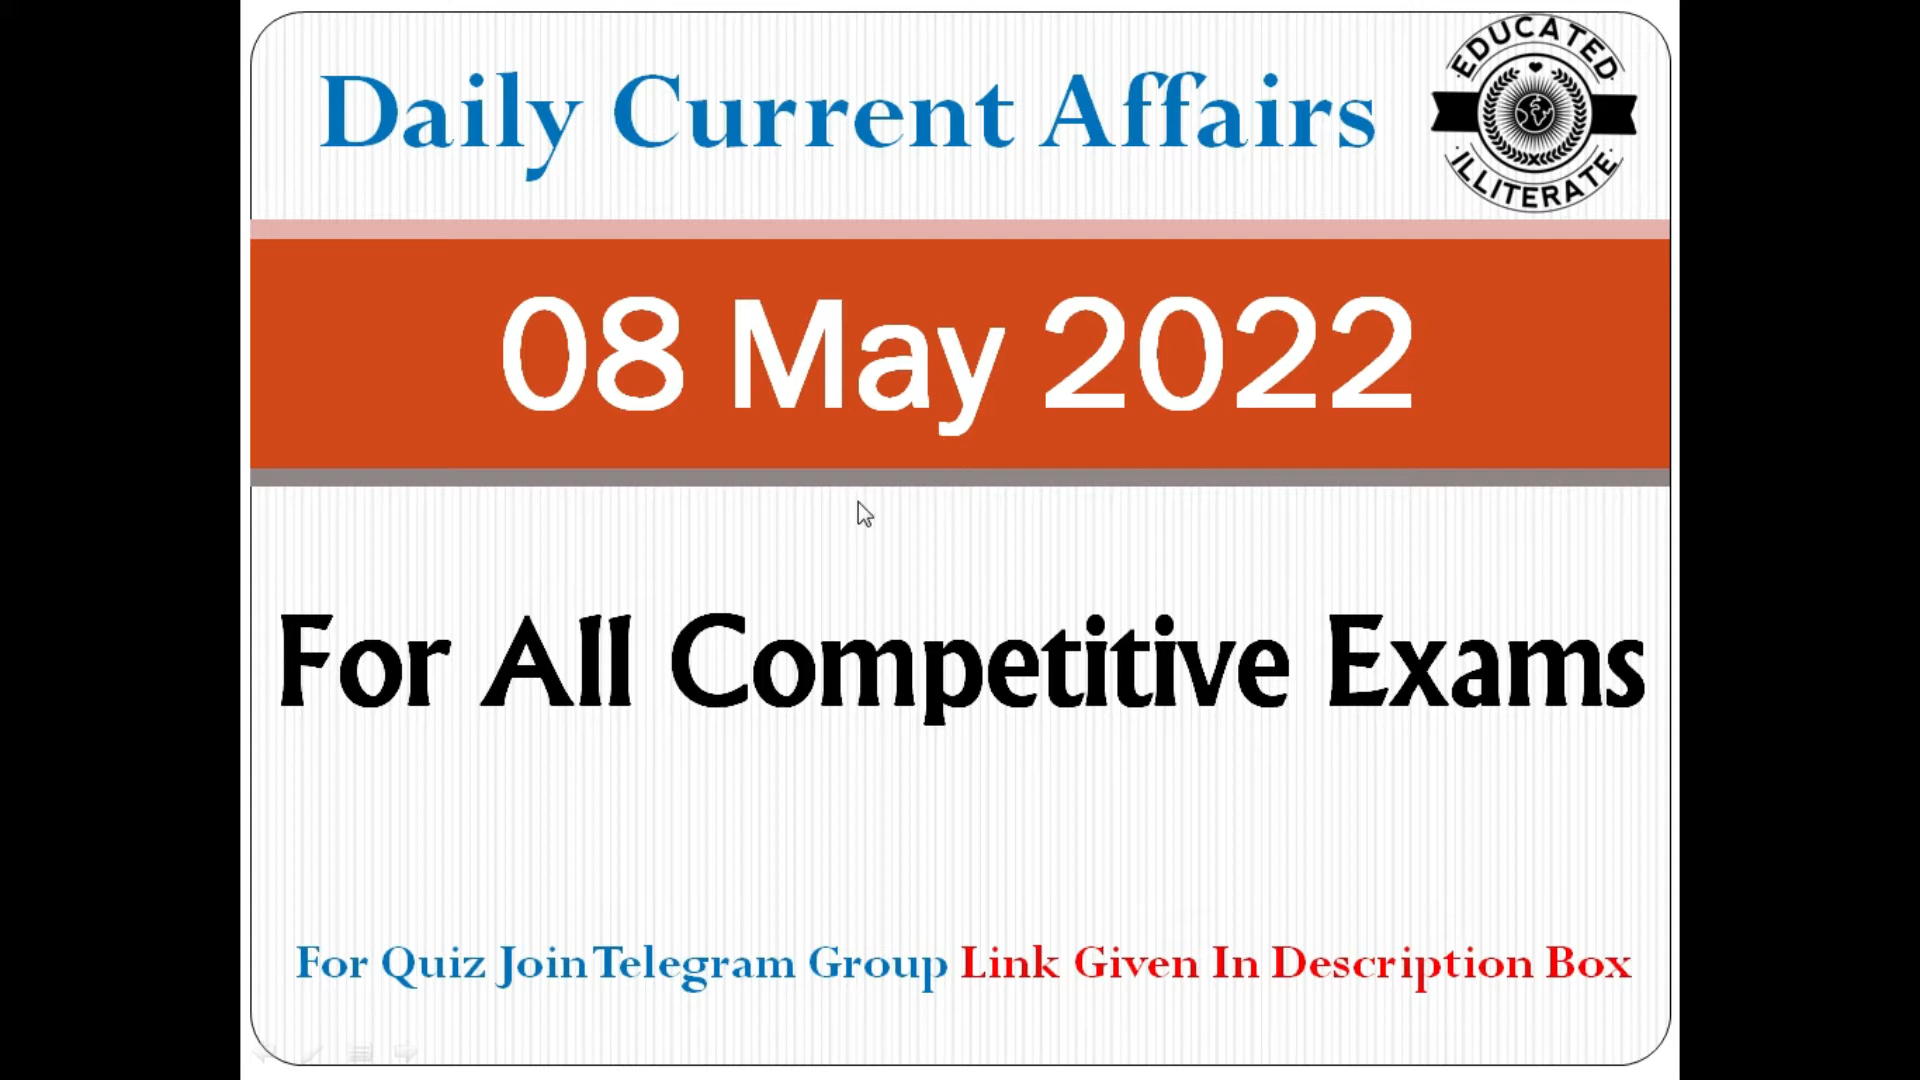 Daily Current Affairs
EDUCATED
ILLITERATE
08 May 2022
For All Competitive Exams
For Quiz Join Telegram Group Link Given In Description Box